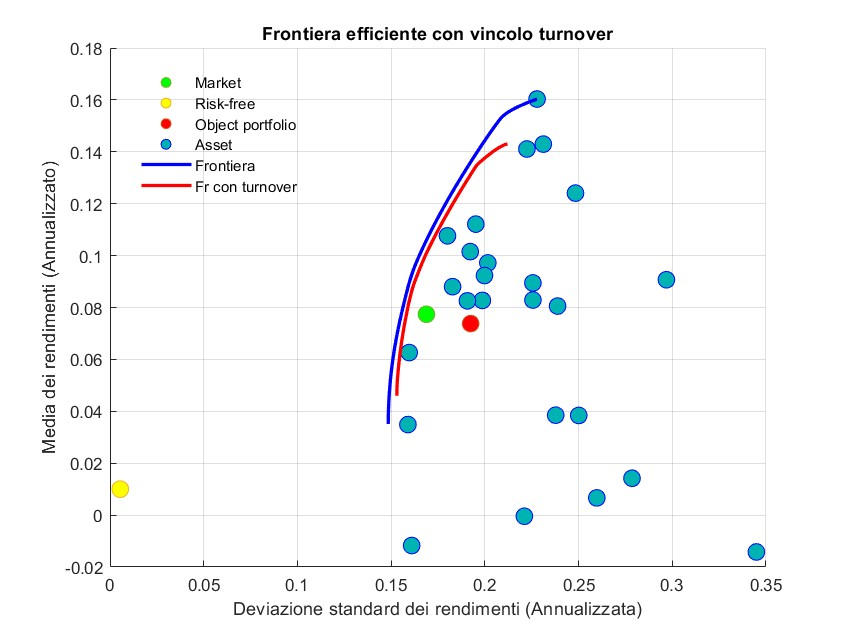 Frontiera efficiente con vincolo turnover
0.18
0.16
0.14
0.12
0.1
0.08
0.06
0.04
0.02
0
-0.02
Media dei rendimenti (Annualizzato)
Market
Risk-free
Object portfolio
Asset
Frontiera
Fr con turnover
0
0.05
0.1
0.15
0.2
0.25
0.3
0.35
Deviazione standard dei rendimenti (Annualizzata)